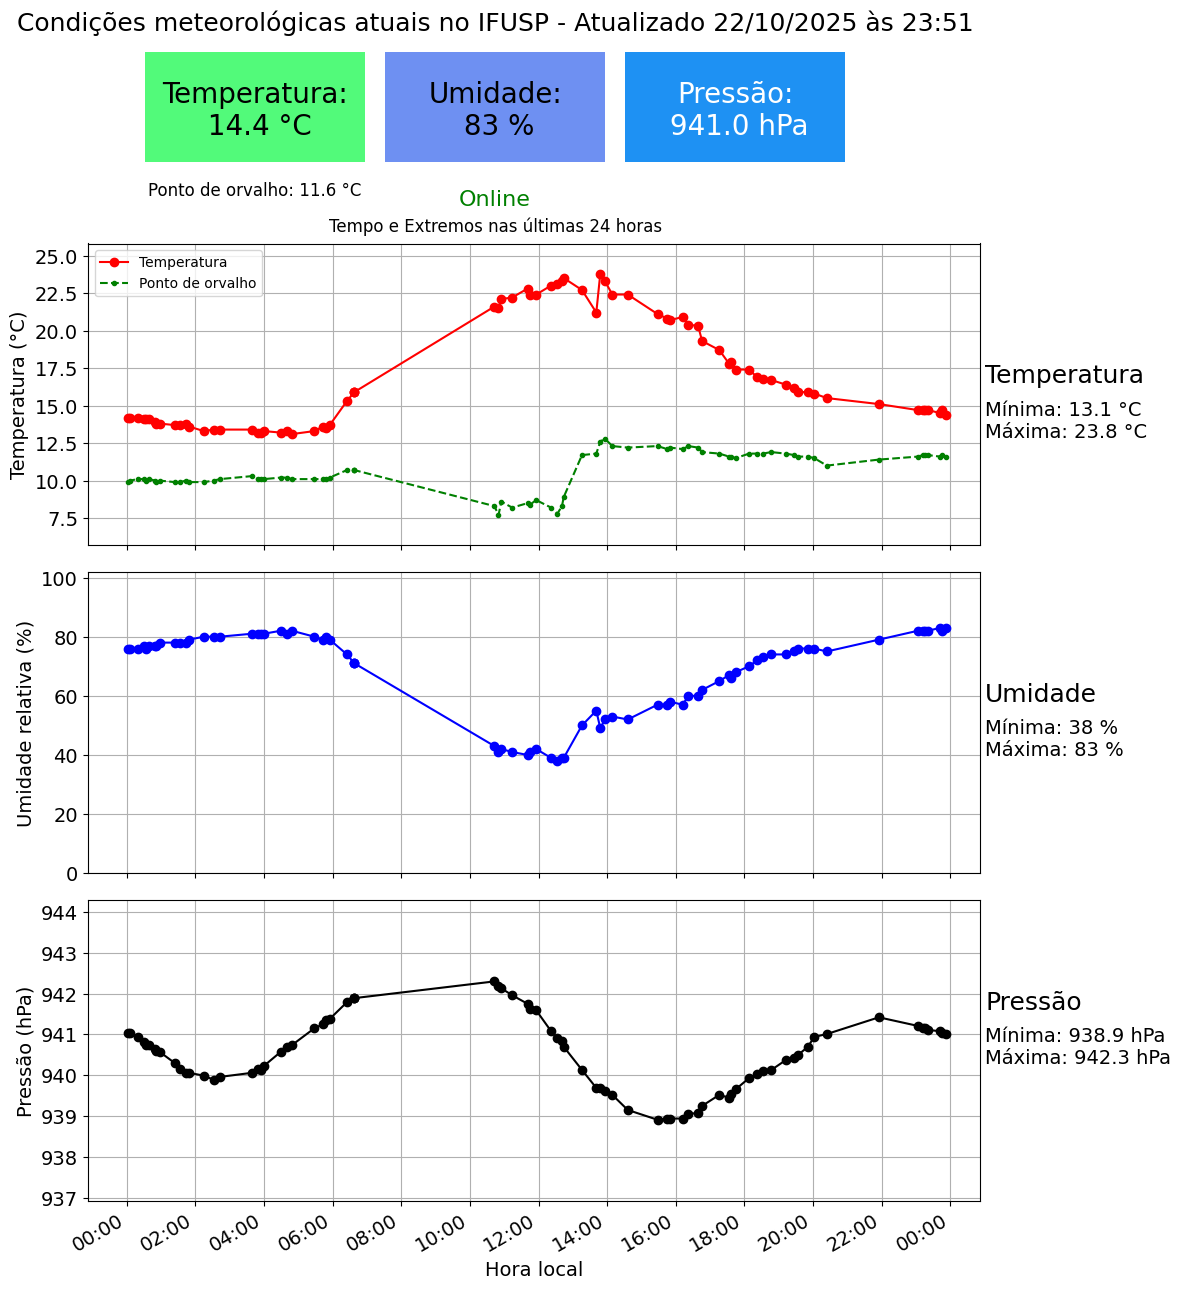 Condições meteorológicas atuais no IFUSP - Atualizado 22/10/2025 às 23:51
Temperatura:
14.4 °C
Umidade:
83 %
Pressão:
941.0 hPa
Ponto de orvalho: 11.6 °C
Online
Tempo e Extremos nas últimas 24 horas
Temperatura
Ponto de orvalho
Temperatura (°C)
25.0
22.5
20.0
17.5
15.0
12.5
10.0
7.5
Temperatura
Mínima: 13.1 °C
Máxima: 23.8 °C
Umidade relativa (%)
100
80
60
40
20
0
Umidade
Mínima: 38 %
Máxima: 83 %
Pressão (hPa)
944
943
942
941
940
939
938
937
Pressão
Mínima: 938.9 hPa
Máxima: 942.3 hPa
00:00 02:00 04:00 06:00 08:00 10:00 12:00 14:00 16:00 18:00 20:00 22:00 00:00
Hora local